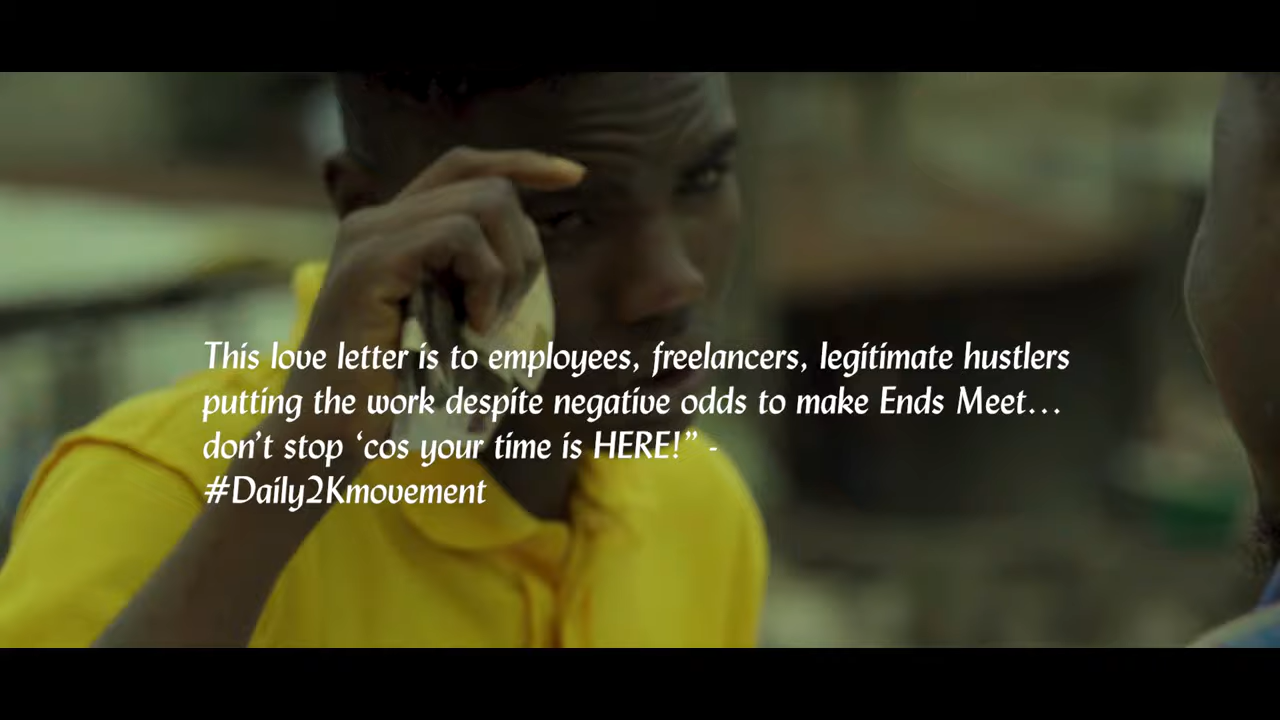 This love letter is to employees, freelancers, legitimate hustlers
putting the work despite negative odds to make Ends Meet…
don't stop ‘cos your time is HERE!” -
#Daily2Kmovement